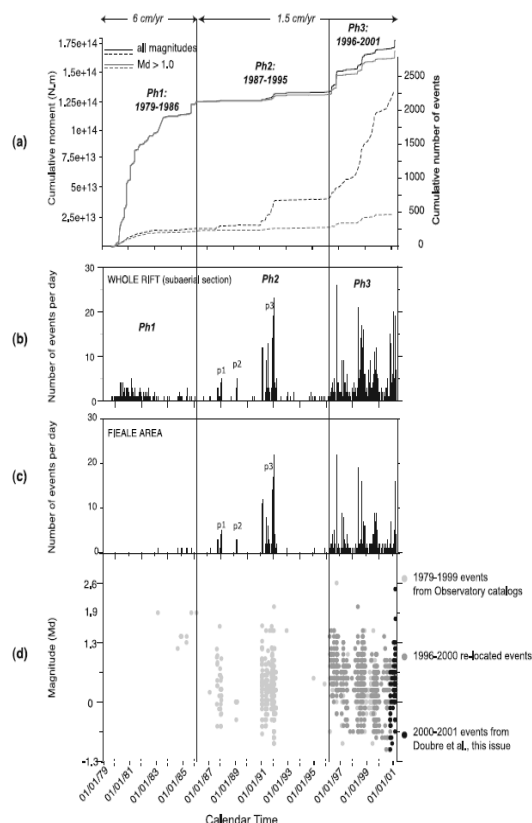 6 cm/yr
1.5 cm/yr
Ph3:
1996-2001
all magnitudes
Md > 1.0
Ph2:
1987-1995
Ph1:
1979-1986
1.75e+14
1.5e+14
1.25e+14
1e+14
7.5e+13
5e+13
2.5e+13
Cumulative moment (N.m)
2500
2000
1500
1000
500
0
Cumulative number of events
(a)
WHOLE RIFT (subaerial section)
Ph1
Ph2
Ph3
p1
p2
p3
30
20
10
0
Number of events per day
(b)
FIEALE AREA
p1
p2
p3
30
20
10
0
Number of events per day
(c)
2,6
1,9
1,3
0
-1,3
Magnitude (Md)
(d)
1979-1999 events
from Observatory catalogs
1996-2000 re-located events
2000-2001 events from
Doubre et al., this issue
01/01/79
01/01/81
01/01/83
01/01/85
01/01/87
01/01/89
01/01/91
01/01/93
01/01/95
01/01/97
01/01/99
01/01/01
Calendar Time